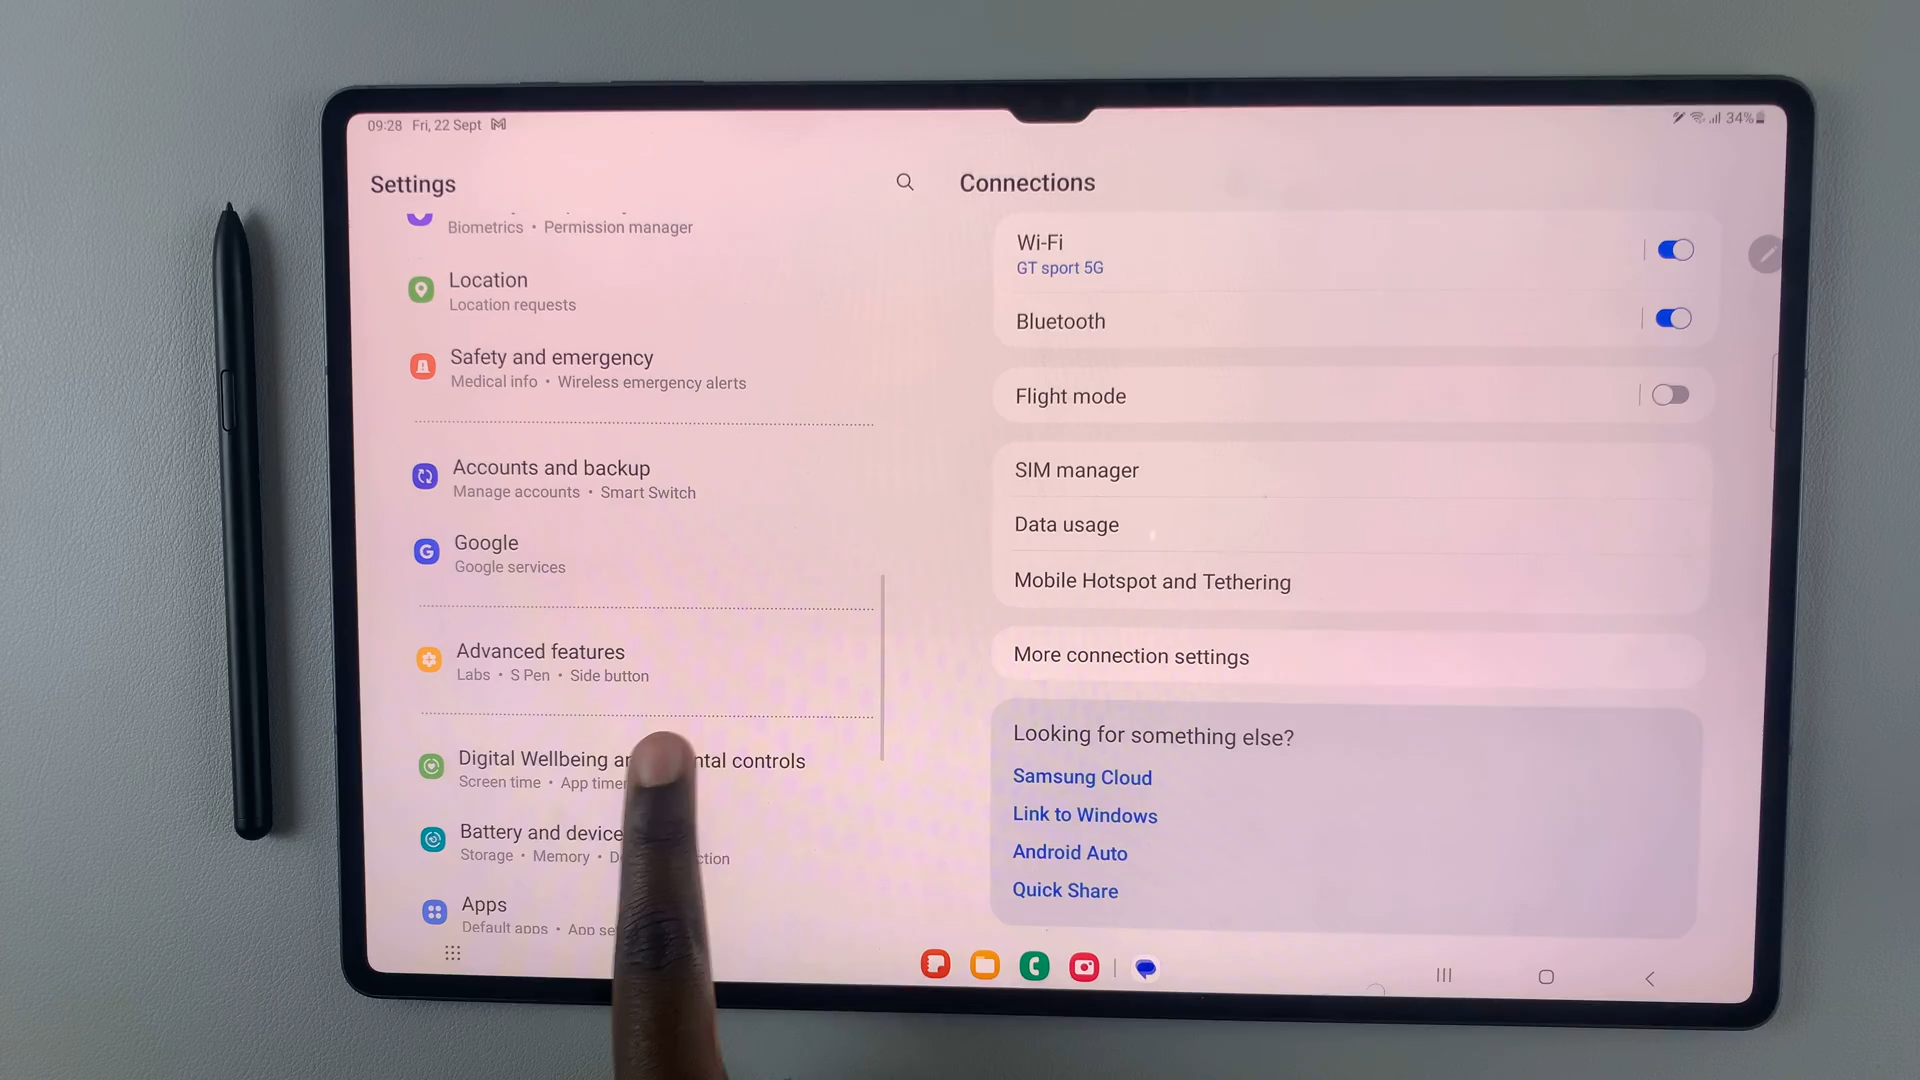 09:28 Fri, 22 Sept
34%
Settings
Biometrics • Permission manager
Location
Location requests
Safety and emergency
Medical info • Wireless emergency alerts
Accounts and backup
Manage accounts • Smart Switch
Google
Google services
Advanced features
Labs • S Pen • Side button
Digital Wellbeing controls
Screen time • App
Battery and device
Storage • Memory •
Apps
Default apps • App
Connections
Wi-Fi
GT sport 5G
Bluetooth
Flight mode
SIM manager
Data usage
Mobile Hotspot and Tethering
More connection settings
Looking for something else?
Samsung Cloud
Link to Windows
Android Auto
Quick Share